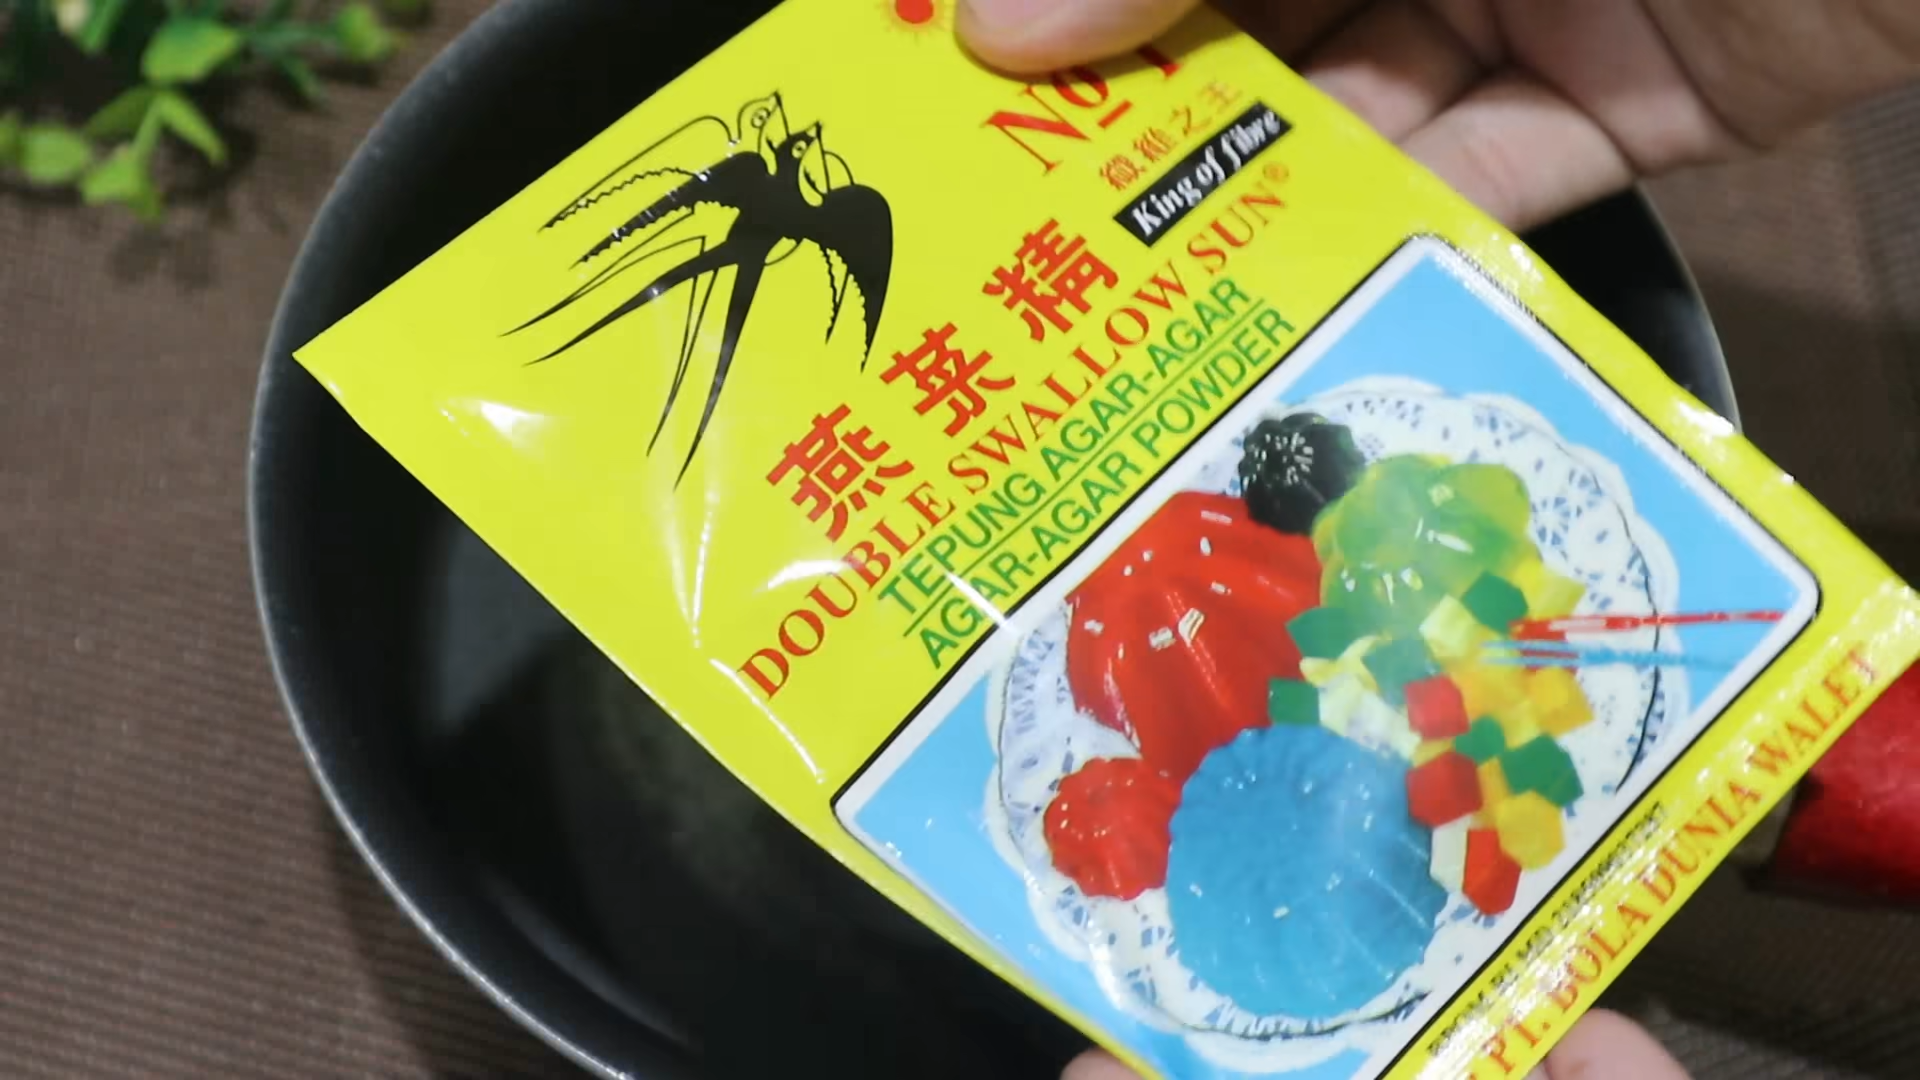 No 1
纖維之王
King of fibre
燕菜精
DOUBLE SWALLOW SUN®
TEPUNG AGAR-AGAR
AGAR-AGAR POWDER
PT. BOLA DUNIA WALET